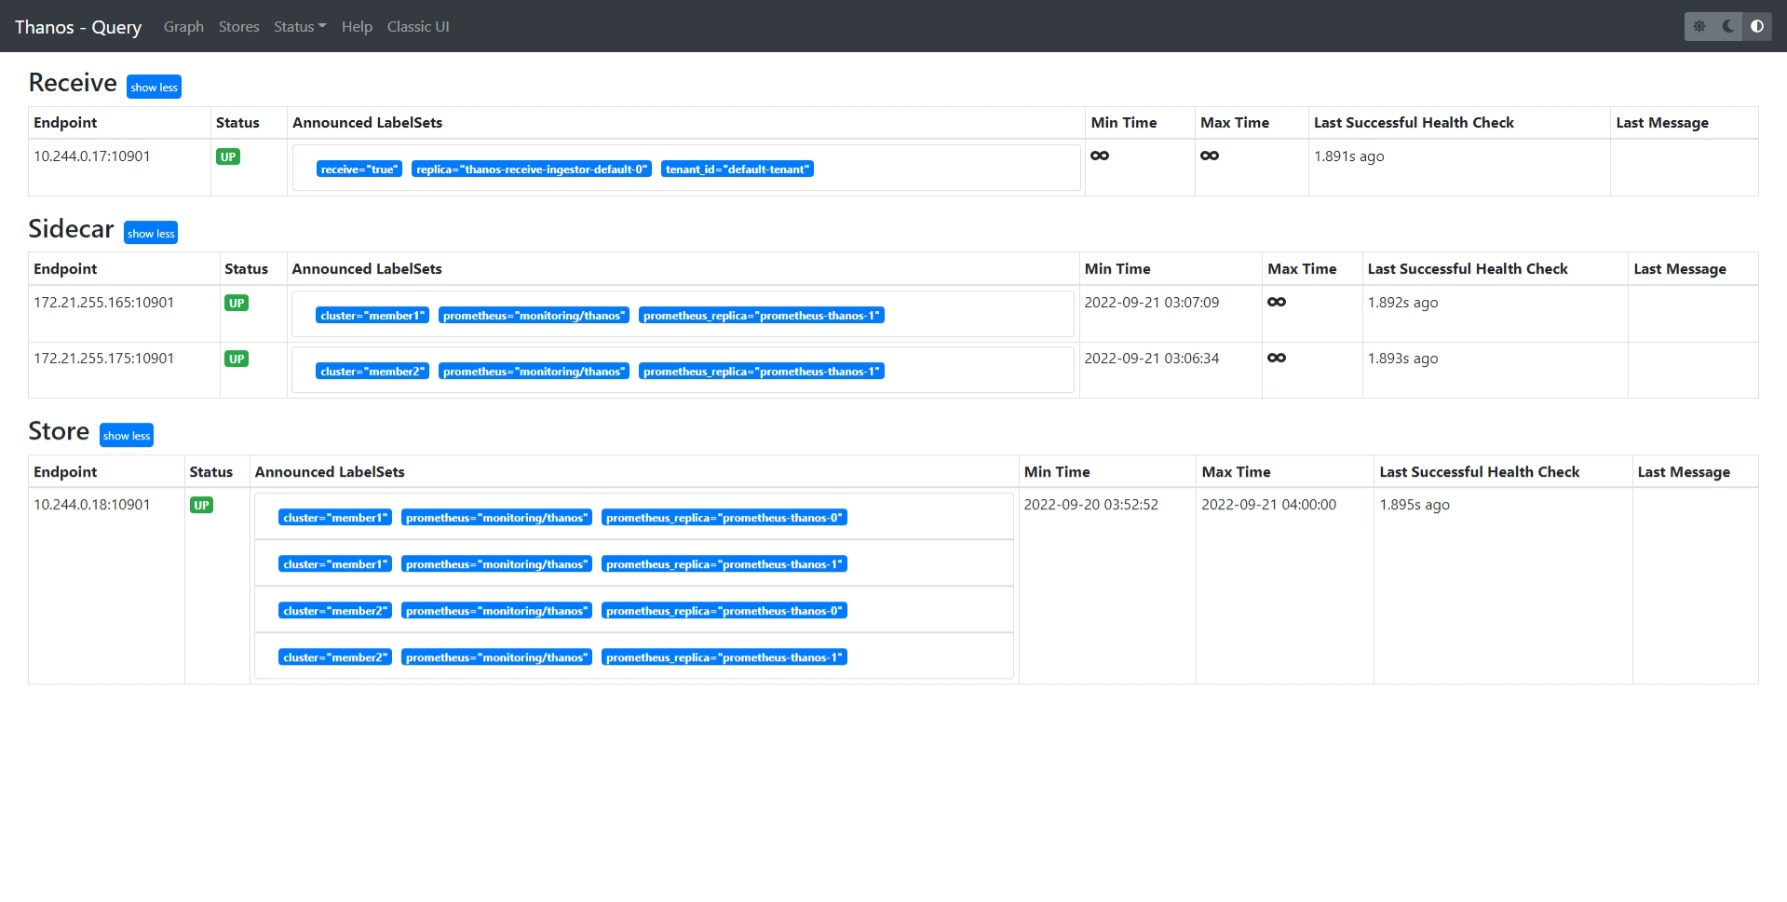 Thanos - Query Graph Stores Status Help Classic UI
Receive show less
Endpoint Status Announced LabelSets Min Time Max Time Last Successful Health Check Last Message
10.244.0.17:10901 UP receive="true" replica="thanos-receive-ingestor-default-0" tenant_id="default-tenant" ∞ ∞ 1.891s ago
Sidecar show less
Endpoint Status Announced LabelSets Min Time Max Time Last Successful Health Check Last Message
172.21.255.165:10901 UP cluster="member1" prometheus="monitoring/thanos" prometheus_replica="prometheus-thanos-1" 2022-09-21 03:07:09 ∞ 1.892s ago
172.21.255.175:10901 UP cluster="member2" prometheus="monitoring/thanos" prometheus_replica="prometheus-thanos-1" 2022-09-21 03:06:34 ∞ 1.893s ago
Store show less
Endpoint Status Announced LabelSets Min Time Max Time Last Successful Health Check Last Message
10.244.0.18:10901 UP cluster="member1" prometheus="monitoring/thanos" prometheus_replica="prometheus-thanos-0" 2022-09-20 03:52:52 2022-09-21 04:00:00 1.895s ago
cluster="member1" prometheus="monitoring/thanos" prometheus_replica="prometheus-thanos-1"
cluster="member2" prometheus="monitoring/thanos" prometheus_replica="prometheus-thanos-0"
cluster="member2" prometheus="monitoring/thanos" prometheus_replica="prometheus-thanos-1"